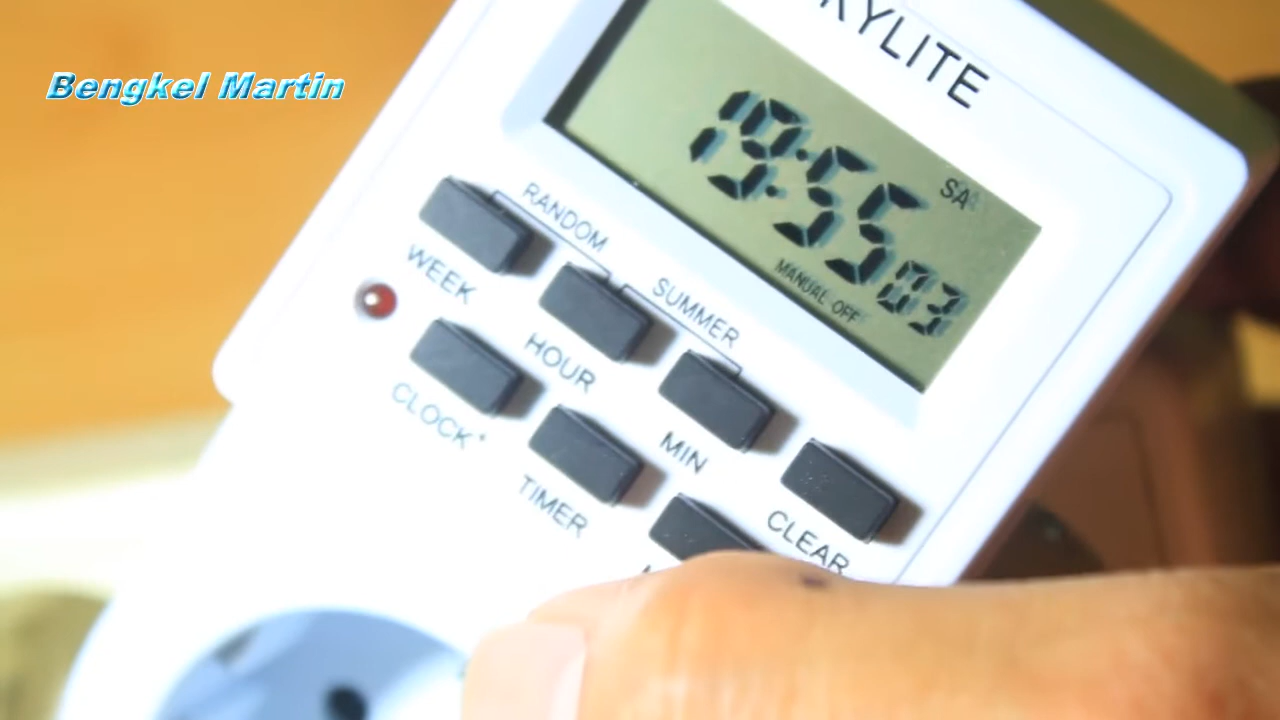 Bengkel Martin
KYLITE
SA
19:55 03
MANUAL OFF
RANDOM
SUMMER
WEEK
HOUR
MIN
CLEAR
CLOCK
TIMER